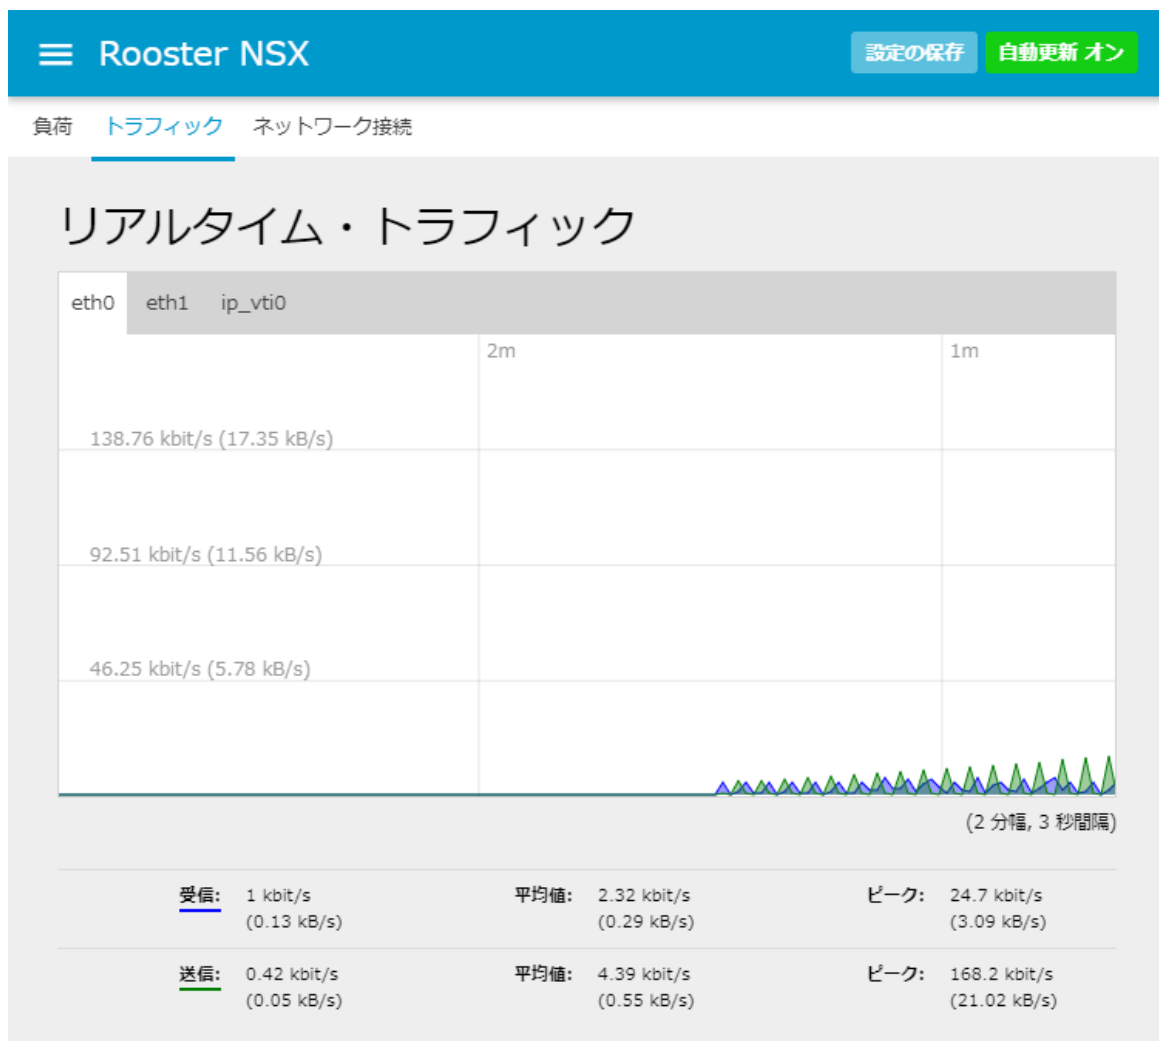 Rooster NSX
設定の保存
自動更新 オン
負荷 トラフィック ネットワーク接続
リアルタイム・トラフィック
eth0 eth1 ip_vti0
2m 1m
138.76 kbit/s (17.35 kB/s)
92.51 kbit/s (11.56 kB/s)
46.25 kbit/s (5.78 kB/s)
(2 分幅, 3 秒間隔)
受信: 1 kbit/s 平均値: 2.32 kbit/s ピーク: 24.7 kbit/s
(0.13 kB/s) (0.29 kB/s) (3.09 kB/s)
送信: 0.42 kbit/s 平均値: 4.39 kbit/s ピーク: 168.2 kbit/s
(0.05 kB/s) (0.55 kB/s) (21.02 kB/s)